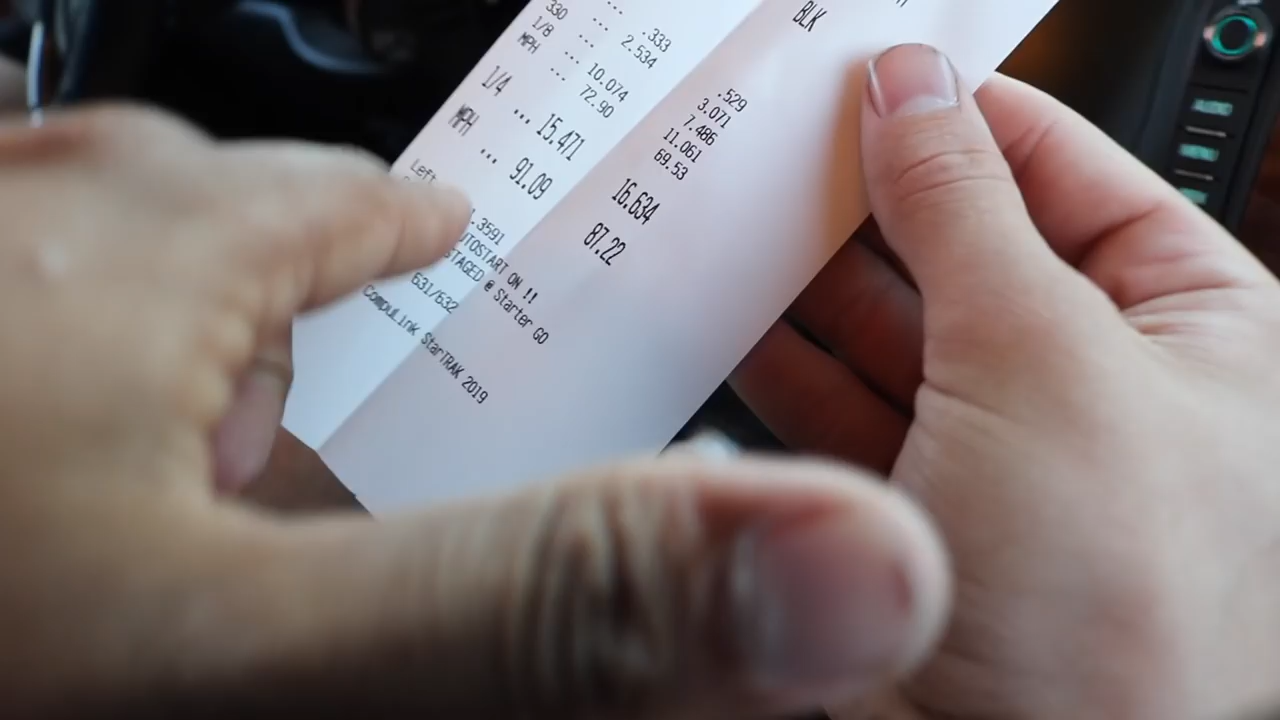 BLK
... .333 .529
330 ... 2.534 3.071
7.486
1/8 ... 10.074 11.061
MPH ... 72.90 69.53
1/4 ... 15.471 16.634
MPH ... 91.09 87.22
Left
.3591
AUTOSTART ON !!
STAGED @ Starter GO
631/632
CompuLink StarTRAK 2019
AUDIO
MENU